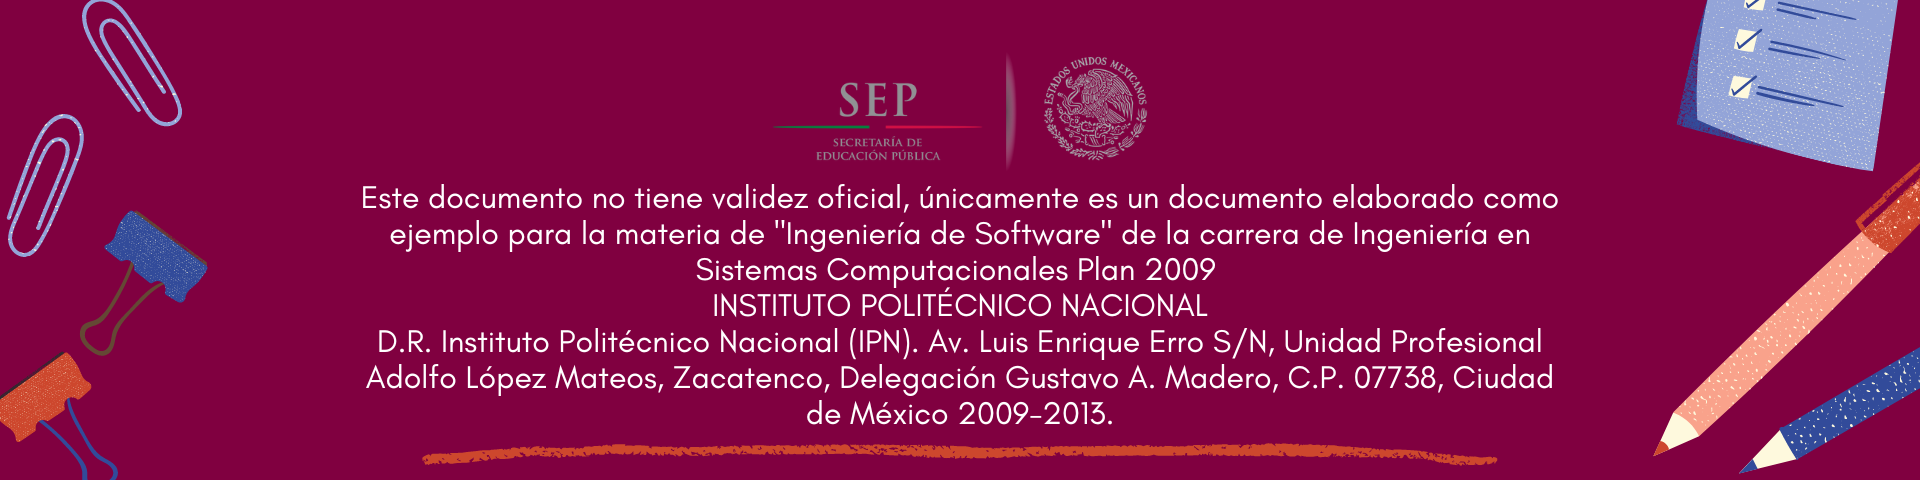 SEP
SECRETARÍA DE
EDUCACIÓN PÚBLICA
ESTADOS UNIDOS MEXICANOS
Este documento no tiene validez oficial, únicamente es un documento elaborado como
ejemplo para la materia de "Ingeniería de Software" de la carrera de Ingeniería en
Sistemas Computacionales Plan 2009
INSTITUTO POLITÉCNICO NACIONAL
D.R. Instituto Politécnico Nacional (IPN). Av. Luis Enrique Erro S/N, Unidad Profesional
Adolfo López Mateos, Zacatenco, Delegación Gustavo A. Madero, C.P. 07738, Ciudad
de México 2009-2013.